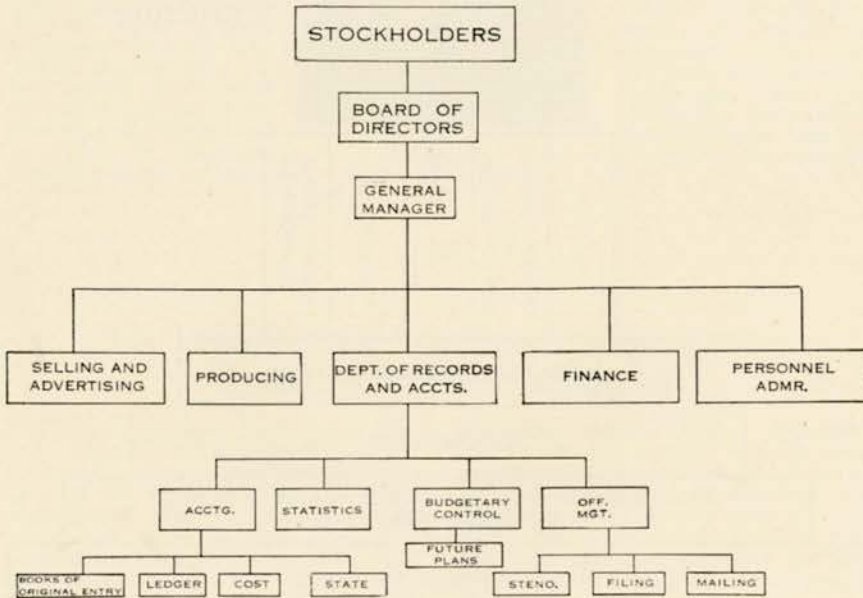 STOCKHOLDERS
BOARD OF
DIRECTORS
GENERAL
MANAGER
SELLING AND
ADVERTISING
PRODUCING
DEPT. OF RECORDS
AND ACCTS.
FINANCE
PERSONNEL
ADMR.
ACCTG.
STATISTICS
BUDGETARY
CONTROL
OFF.
MGT.
FUTURE
PLANS
BOOKS OF
ORIGINAL ENTRY
LEDGER
COST
STATE
STENO.
FILING
MAILING